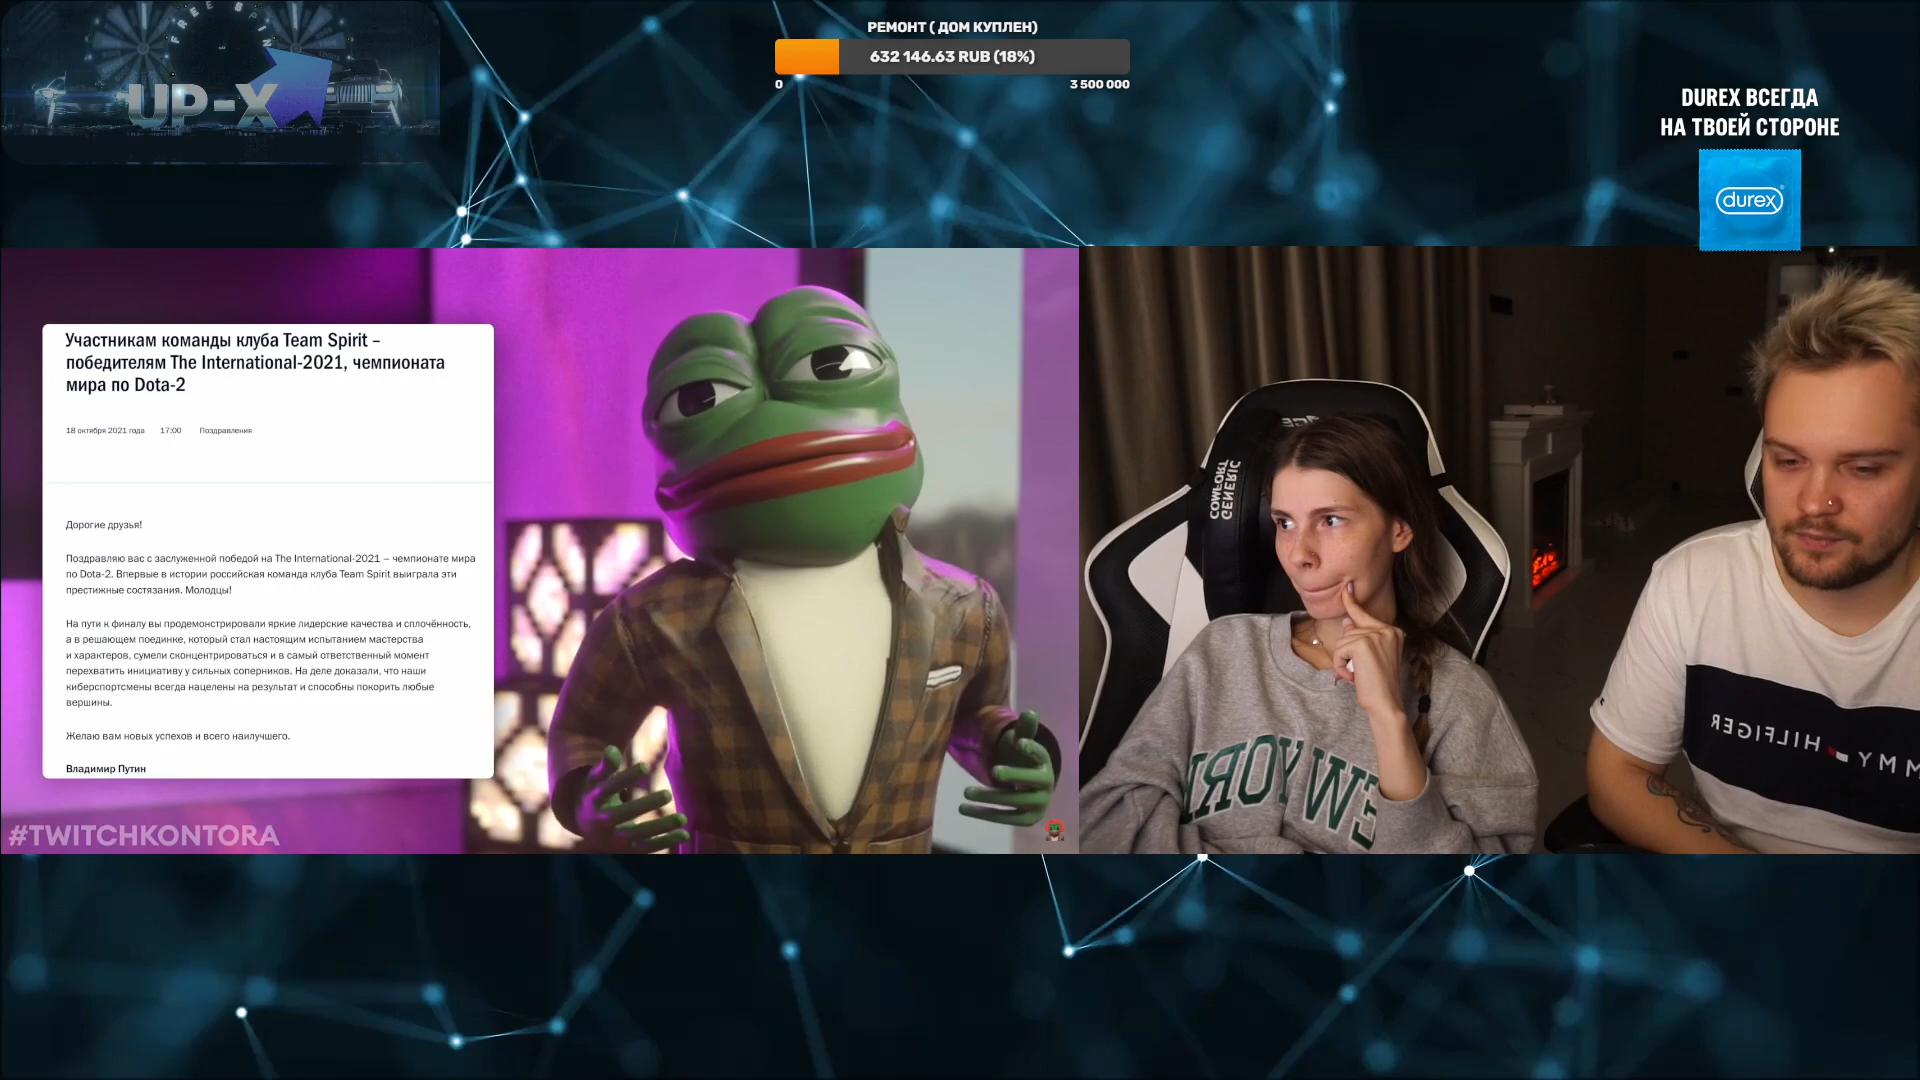 FREE SPIN
UP-X
РЕМОНТ ( ДОМ КУПЛЕН)
632 146.63 RUB (18%)
0
3 500 000
DUREX ВСЕГДА
НА ТВОЕЙ СТОРОНЕ
durex
Участникам команды клуба Team Spirit –
победителям The International-2021, чемпионата
мира по Dota-2
18 октября 2021 года 17:00 Поздравления
Дорогие друзья!
Поздравляю вас с заслуженной победой на The International-2021 – чемпионате мира
по Dota-2. Впервые в истории российская команда клуба Team Spirit выиграла эти
престижные состязания. Молодцы!
На пути к финалу вы продемонстрировали яркие лидерские качества и сплочённость,
а в решающем поединке, который стал настоящим испытанием мастерства
и характеров, сумели сконцентрироваться и в самый ответственный момент
перехватить инициативу у сильных соперников. На деле доказали, что наши
киберспортсмены всегда нацелены на результат и способны покорить любые
вершины.
Желаю вам новых успехов и всего наилучшего.
Владимир Путин
#TWITCHKONTORA
GENERIC
COMFORT
EW YORK
MMY HILFIGER